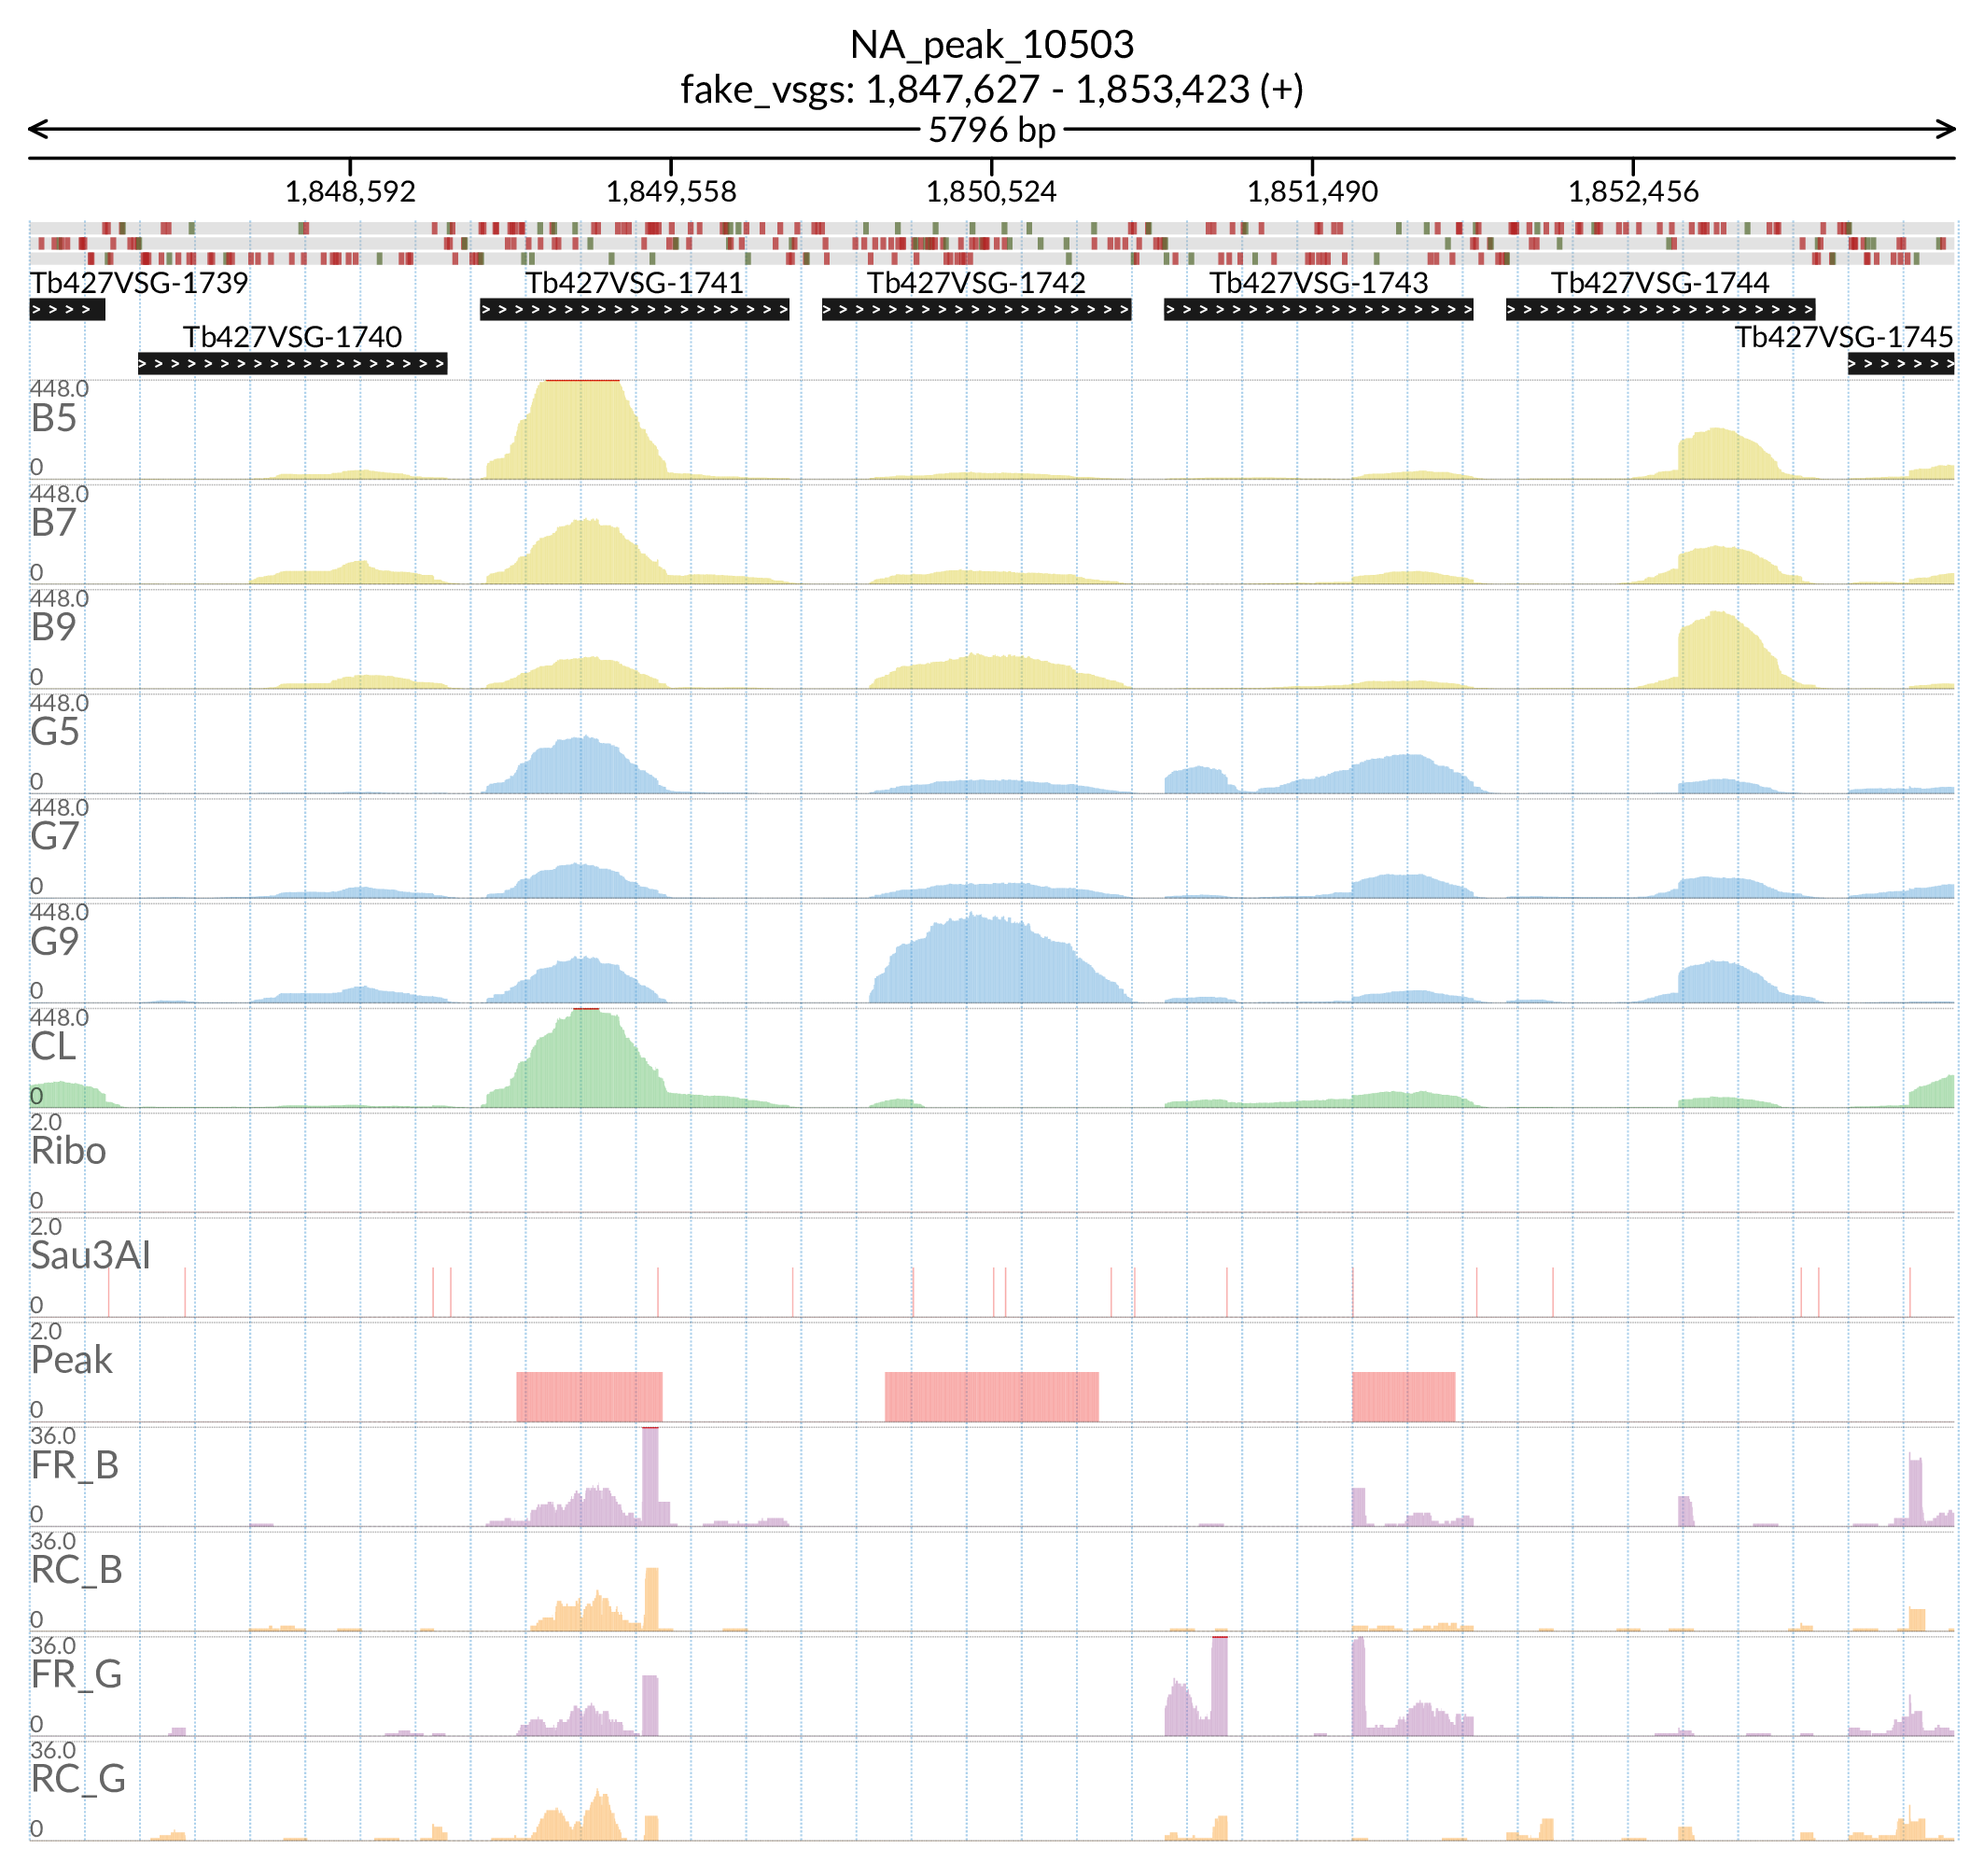 NA_peak_10503
fake_vsgs: 1,847,627 - 1,853,423 (+)
5796 bp
1,848,592 1,849,558 1,850,524 1,851,490 1,852,456
Tb427VSG-1739 Tb427VSG-1741 Tb427VSG-1742 Tb427VSG-1743 Tb427VSG-1744
Tb427VSG-1740 Tb427VSG-1745
448.0
B5
0
448.0
B7
0
448.0
B9
0
448.0
G5
0
448.0
G7
0
448.0
G9
0
448.0
CL
0
2.0
Ribo
0
2.0
Sau3AI
0
2.0
Peak
0
36.0
FR_B
0
36.0
RC_B
0
36.0
FR_G
0
36.0
RC_G
0